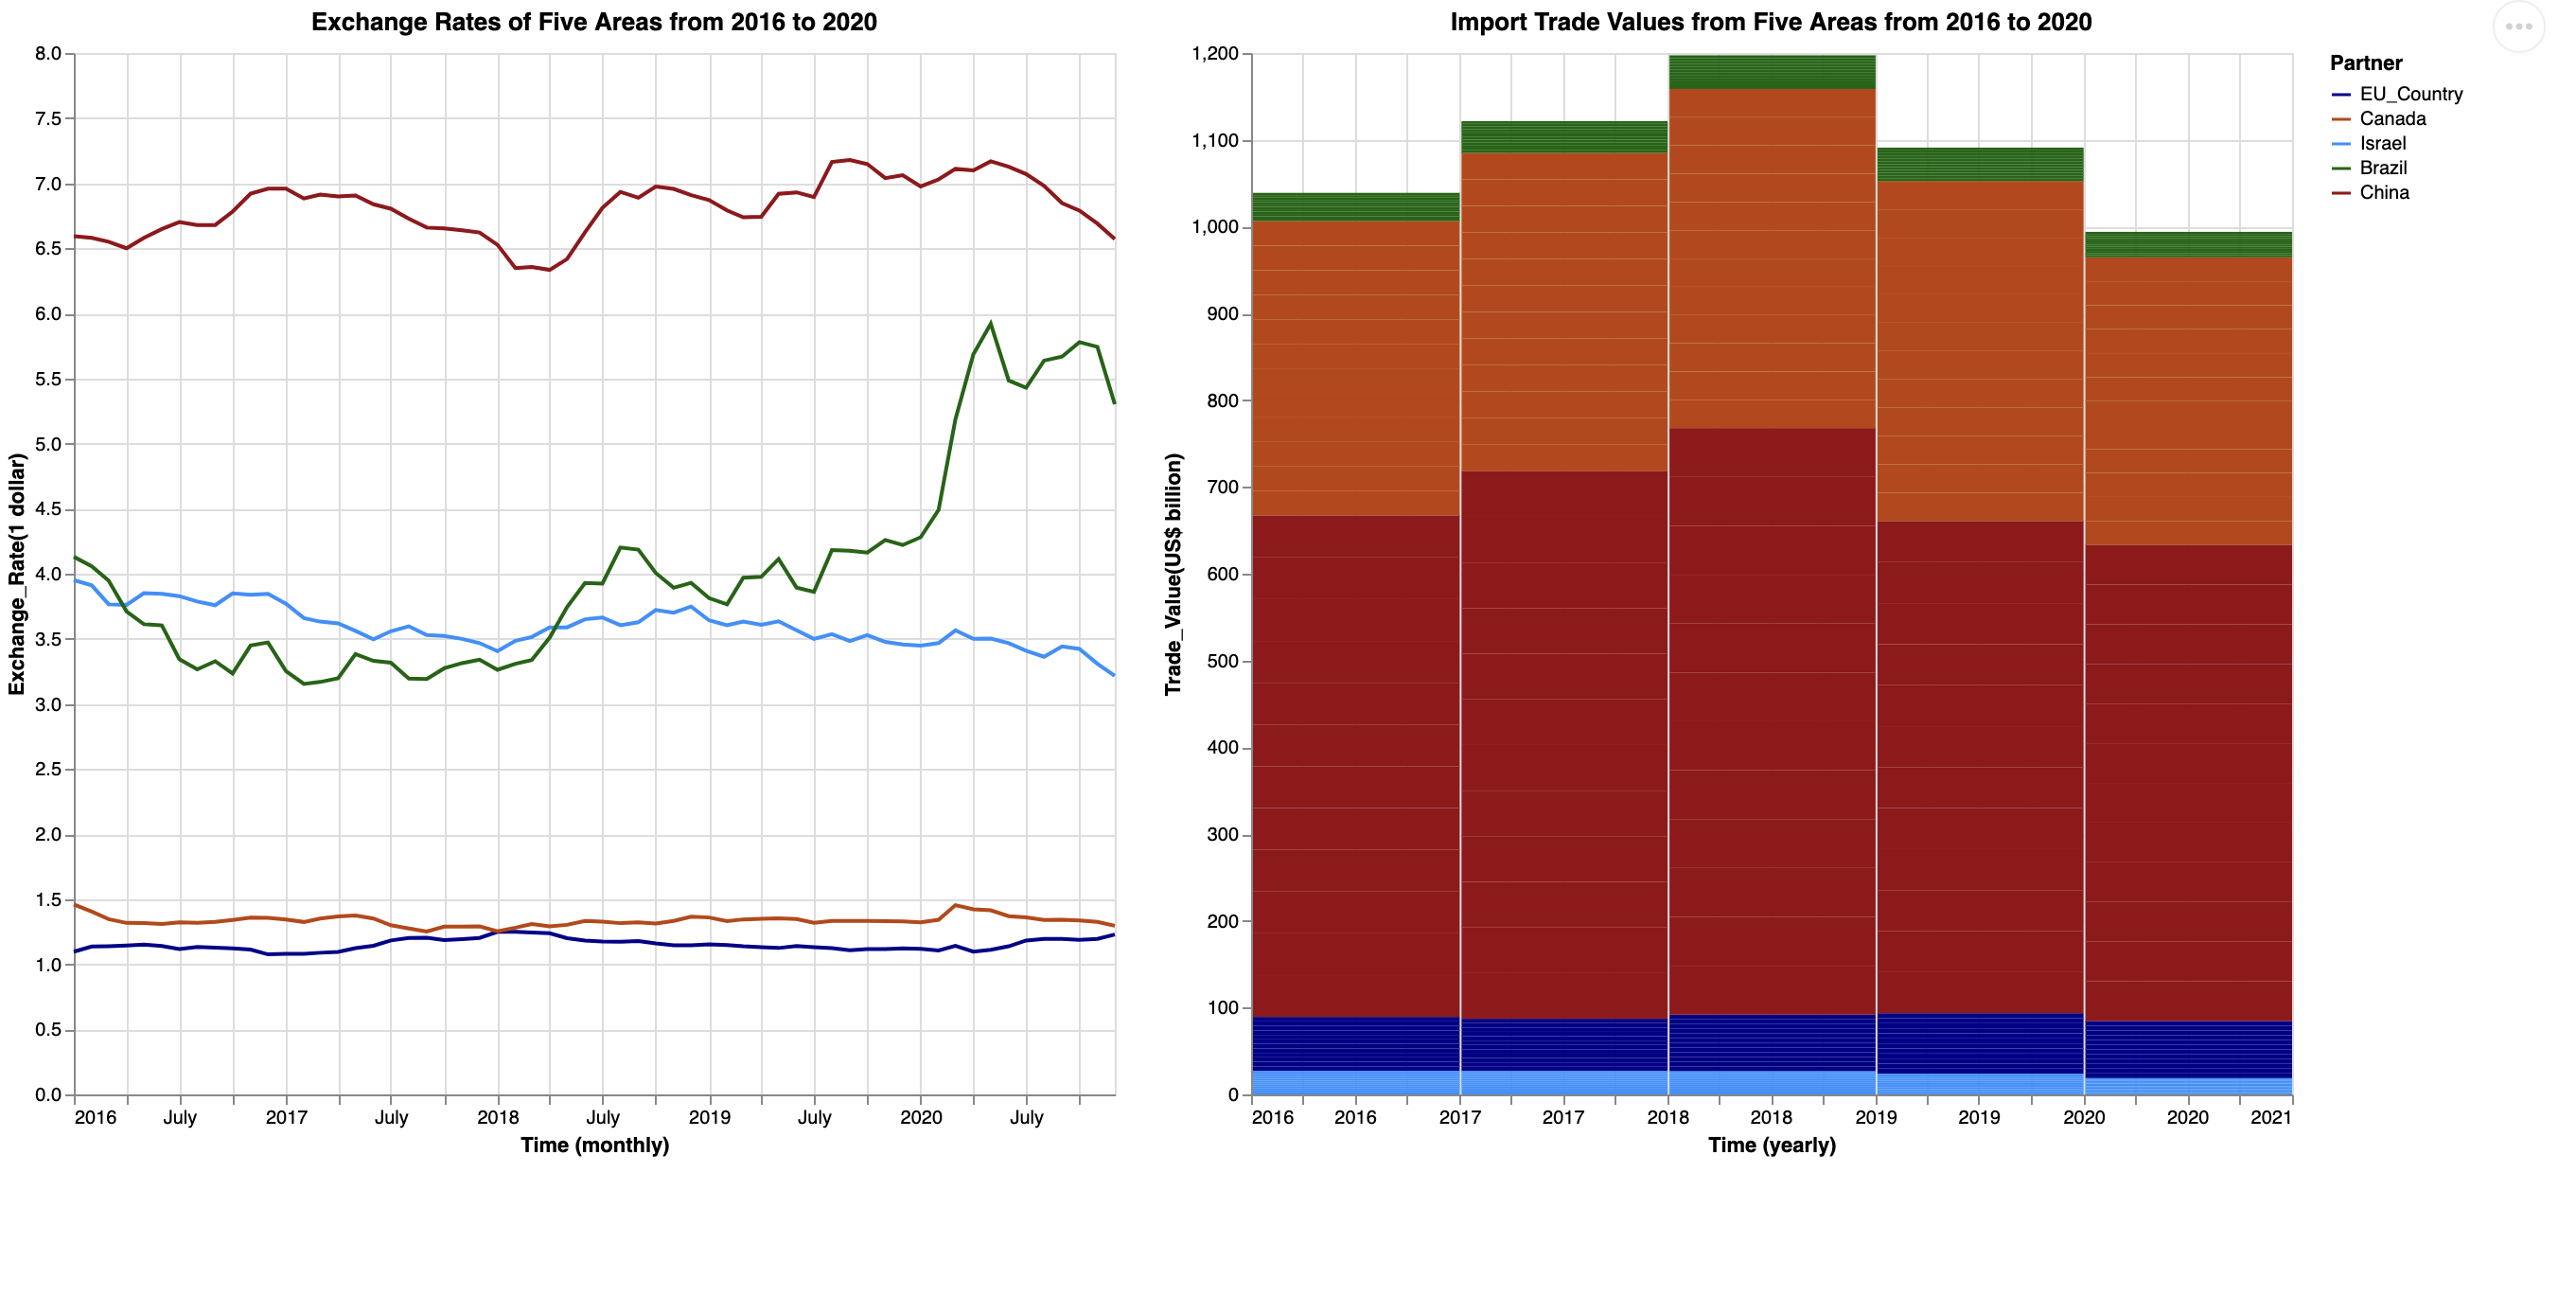 Exchange Rates of Five Areas from 2016 to 2020
Exchange_Rate(1 dollar)
8.0
7.5
7.0
6.5
6.0
5.5
5.0
4.5
4.0
3.5
3.0
2.5
2.0
1.5
1.0
0.5
0.0
2016 July 2017 July 2018 July 2019 July 2020 July
Time (monthly)
Import Trade Values from Five Areas from 2016 to 2020
Trade_Value(US$ billion)
1,200
1,100
1,000
900
800
700
600
500
400
300
200
100
0
2016 2016 2017 2017 2018 2018 2019 2019 2020 2020 2021
Time (yearly)
Partner
EU_Country
Canada
Israel
Brazil
China